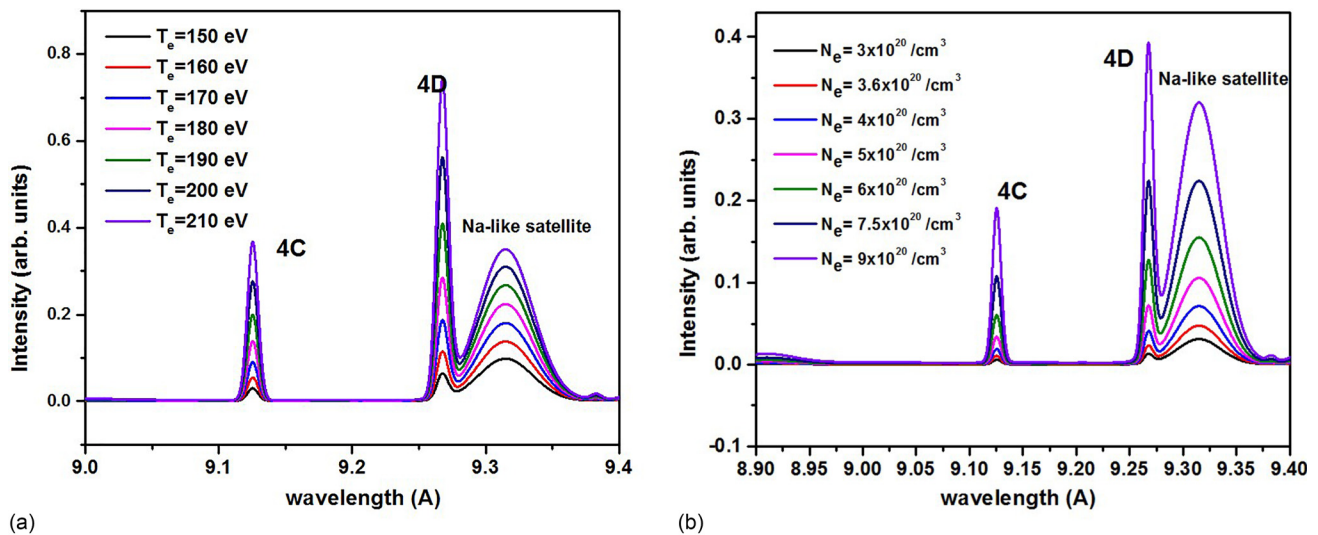 T_e=150 eV
T_e=160 eV
T_e=170 eV
T_e=180 eV
T_e=190 eV
T_e=200 eV
T_e=210 eV
4C
4D
Na-like satellite
0.8
0.6
0.4
0.2
0.0
Intensity (arb. units)
9.0
9.1
9.2
9.3
9.4
wavelength (A)
(a)
N_e= 3x10^20 /cm^3
N_e= 3.6x10^20 /cm^3
N_e= 4x10^20 /cm^3
N_e= 5x10^20 /cm^3
N_e= 6x10^20 /cm^3
N_e= 7.5x10^20 /cm^3
N_e= 9x10^20 /cm^3
4C
4D
Na-like satellite
0.4
0.3
0.2
0.1
0.0
-0.1
Intensity (arb. units)
8.90
8.95
9.00
9.05
9.10
9.15
9.20
9.25
9.30
9.35
9.40
wavelength (A)
(b)